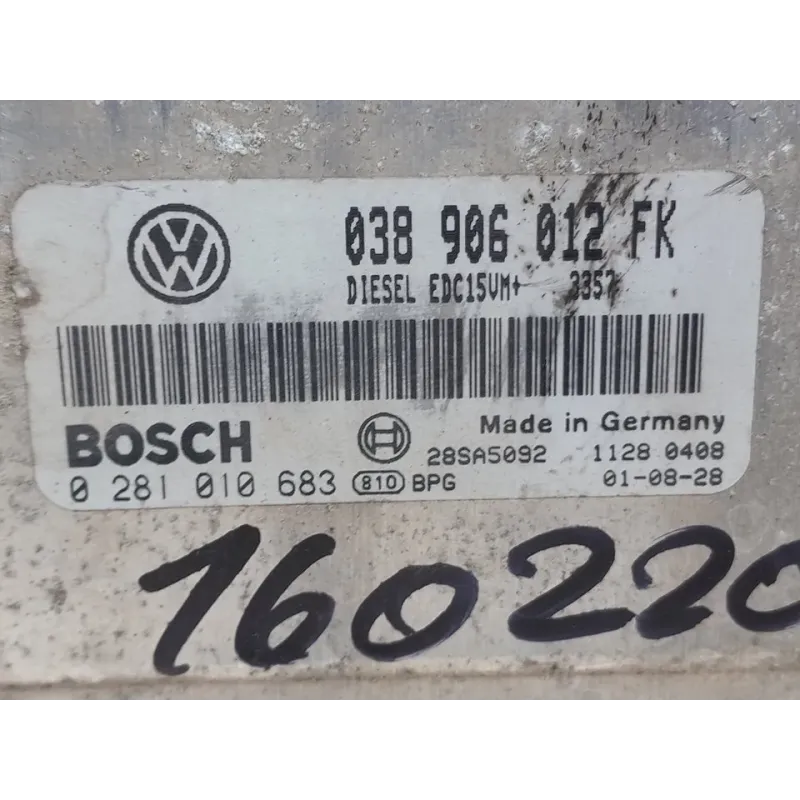 038 906 012 FK
DIESEL EDC15VM+ 3357
BOSCH
Made in Germany
28SA5092 1128 0408
0 281 010 683 810 BPG 01-08-28
160220